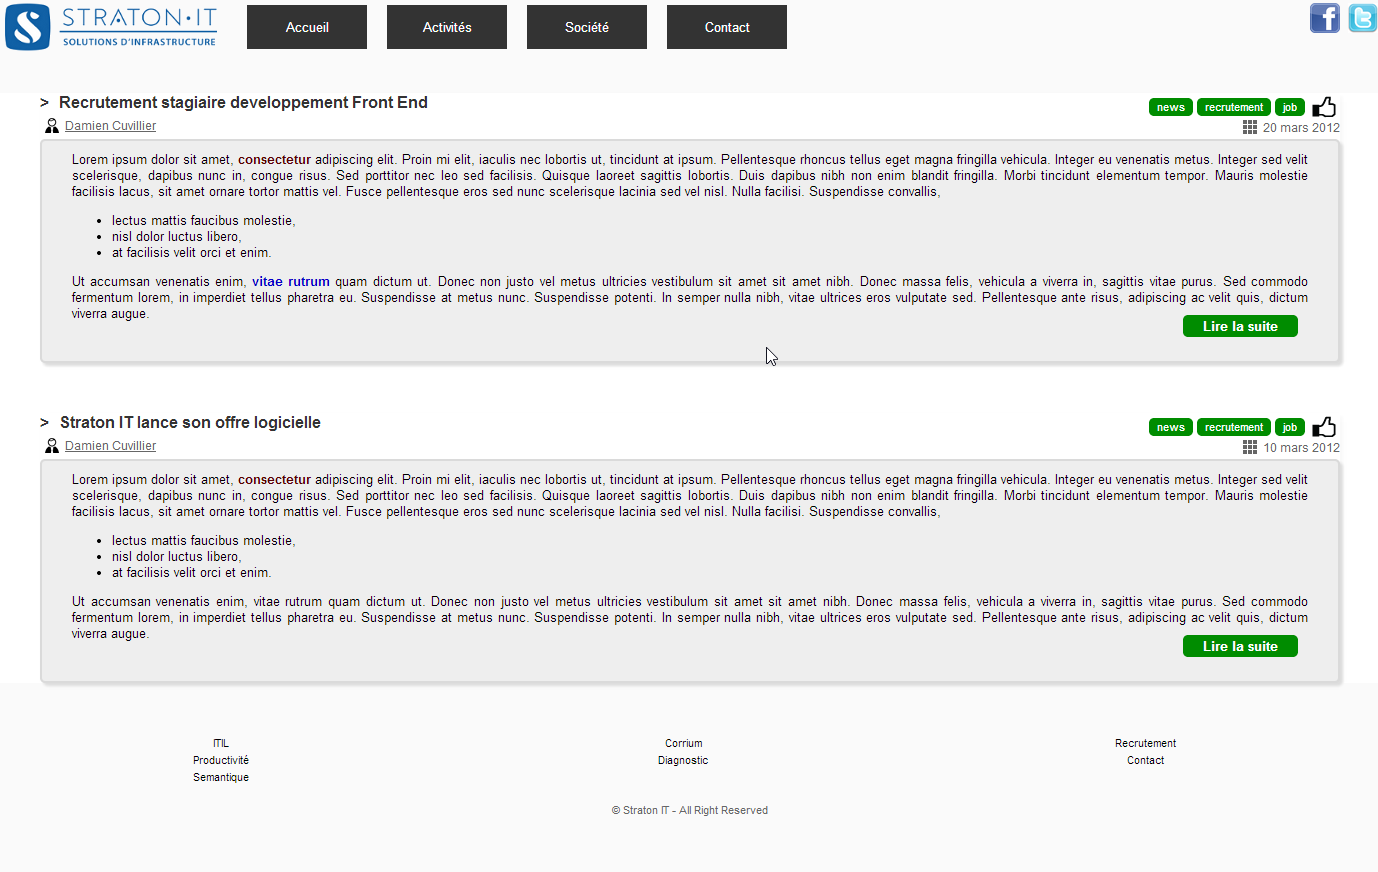 STRATON·IT
SOLUTIONS D'INFRASTRUCTURE
Accueil
Activités
Société
Contact
> Recrutement stagiaire developpement Front End
news recrutement job
Damien Cuvillier
20 mars 2012
Lorem ipsum dolor sit amet, consectetur adipiscing elit. Proin mi elit, iaculis nec lobortis ut, tincidunt at ipsum. Pellentesque rhoncus tellus eget magna fringilla vehicula. Integer eu venenatis metus. Integer sed velit
scelerisque, dapibus nunc in, congue risus. Sed porttitor nec leo sed facilisis. Quisque laoreet sagittis lobortis. Duis dapibus nibh non enim blandit fringilla. Morbi tincidunt elementum tempor. Mauris molestie
facilisis lacus, sit amet ornare tortor mattis vel. Fusce pellentesque eros sed nunc scelerisque lacinia sed vel nisl. Nulla facilisi. Suspendisse convallis,
• lectus mattis faucibus molestie,
• nisl dolor luctus libero,
• at facilisis velit orci et enim.
Ut accumsan venenatis enim, vitae rutrum quam dictum ut. Donec non justo vel metus ultricies vestibulum sit amet sit amet nibh. Donec massa felis, vehicula a viverra in, sagittis vitae purus. Sed commodo
fermentum lorem, in imperdiet tellus pharetra eu. Suspendisse at metus nunc. Suspendisse potenti. In semper nulla nibh, vitae ultrices eros vulputate sed. Pellentesque ante risus, adipiscing ac velit quis, dictum
viverra augue.
Lire la suite
> Straton IT lance son offre logicielle
news recrutement job
Damien Cuvillier
10 mars 2012
Lorem ipsum dolor sit amet, consectetur adipiscing elit. Proin mi elit, iaculis nec lobortis ut, tincidunt at ipsum. Pellentesque rhoncus tellus eget magna fringilla vehicula. Integer eu venenatis metus. Integer sed velit
scelerisque, dapibus nunc in, congue risus. Sed porttitor nec leo sed facilisis. Quisque laoreet sagittis lobortis. Duis dapibus nibh non enim blandit fringilla. Morbi tincidunt elementum tempor. Mauris molestie
facilisis lacus, sit amet ornare tortor mattis vel. Fusce pellentesque eros sed nunc scelerisque lacinia sed vel nisl. Nulla facilisi. Suspendisse convallis,
• lectus mattis faucibus molestie,
• nisl dolor luctus libero,
• at facilisis velit orci et enim.
Ut accumsan venenatis enim, vitae rutrum quam dictum ut. Donec non justo vel metus ultricies vestibulum sit amet sit amet nibh. Donec massa felis, vehicula a viverra in, sagittis vitae purus. Sed commodo
fermentum lorem, in imperdiet tellus pharetra eu. Suspendisse at metus nunc. Suspendisse potenti. In semper nulla nibh, vitae ultrices eros vulputate sed. Pellentesque ante risus, adipiscing ac velit quis, dictum
viverra augue.
Lire la suite
ITIL
Productivité
Semantique
Corrium
Diagnostic
Recrutement
Contact
© Straton IT - All Right Reserved